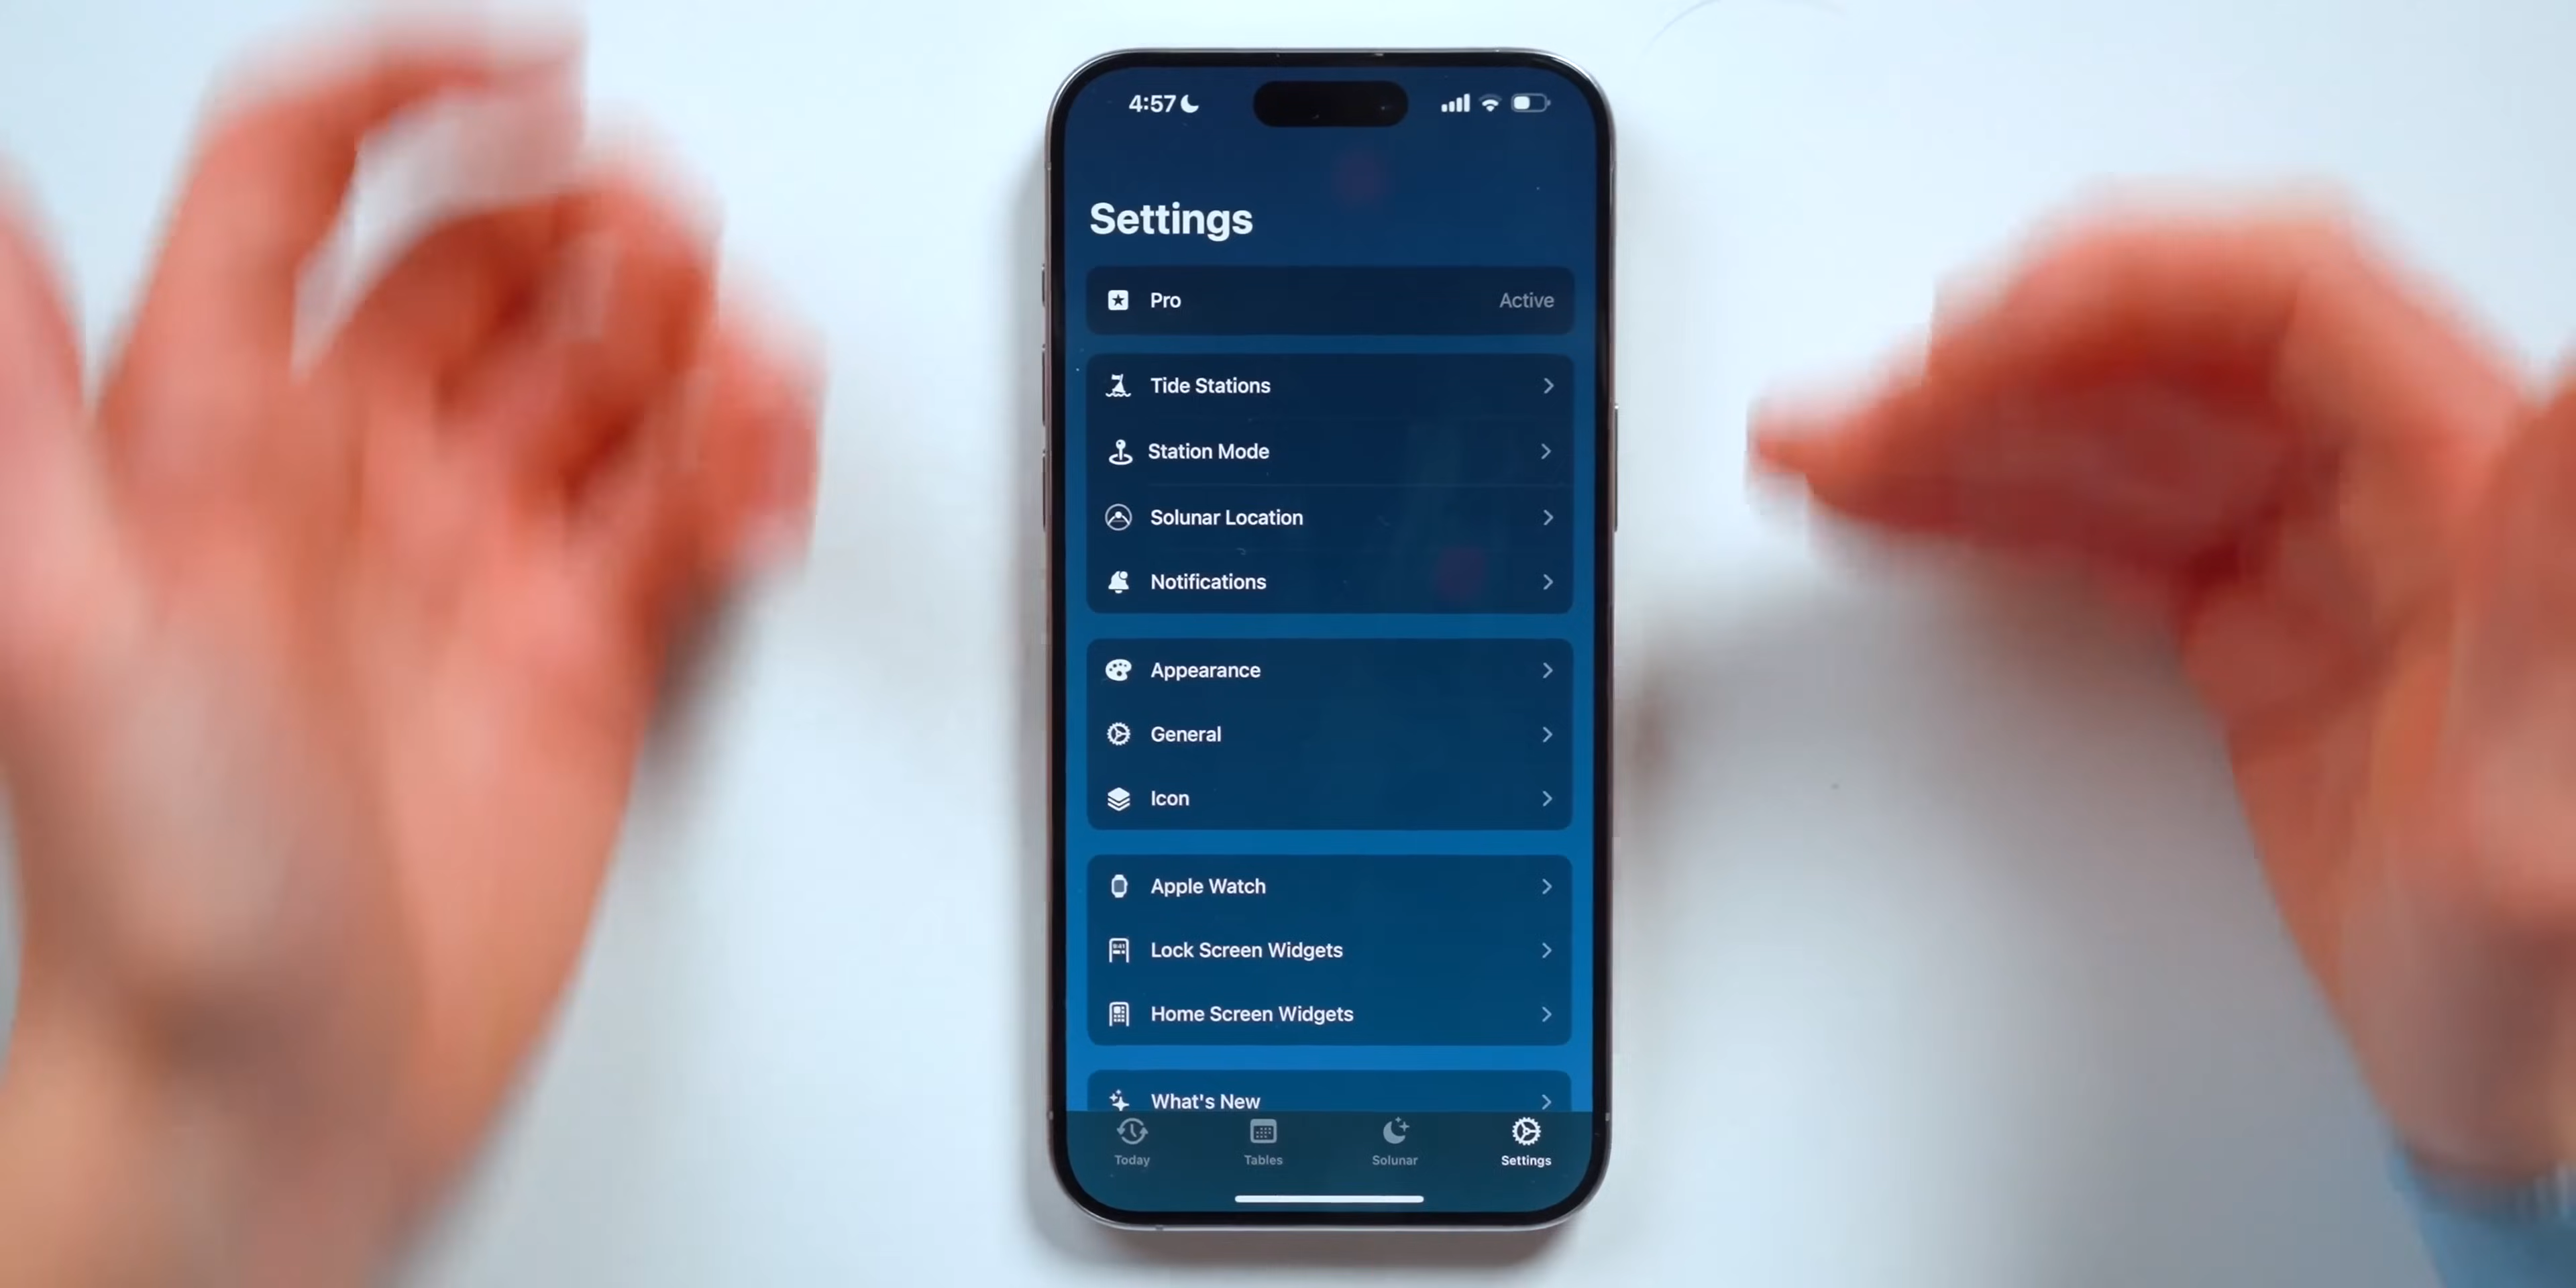 4:57
Settings
Pro Active
Tide Stations
Station Mode
Solunar Location
Notifications
Appearance
General
Icon
Apple Watch
Lock Screen Widgets
Home Screen Widgets
What's New
Today Tables Solunar Settings